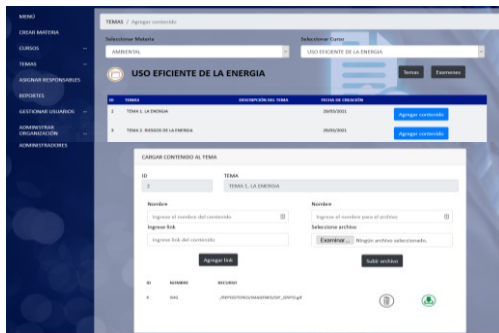 MENÚ
CREAR MATERIA
CURSOS
TEMAS
ASIGNAR RESPONSABLES
REPORTES
GESTIONAR USUARIOS
ADMINISTRAR ORGANIZACIÓN
ADMINISTRADORES
TEMAS / Agregar contenido
Seleccionar Materia Seleccionar Curso
AMBIENTAL USO EFICIENTE DE LA ENERGIA
USO EFICIENTE DE LA ENERGIA Temas Examenes
ID TEMAS DESCRIPCIÓN DEL TEMA FECHA DE CREACIÓN
2 TEMA 1. LA ENERGIA Agregar contenido
3 TEMA 2. RIESGOS DE LA ENERGIA Agregar contenido
CARGAR CONTENIDO AL TEMA
ID TEMA
2 TEMA 1. LA ENERGIA
Nombre Nombre
Ingrese el nombre del contenido Ingrese el nombre para el archivo
Ingrese link Seleccione archivo
Ingrese link del contenido Examinar... Ningún archivo seleccionado.
Agregar link Subir archivo
ID NOMBRE RECURSO